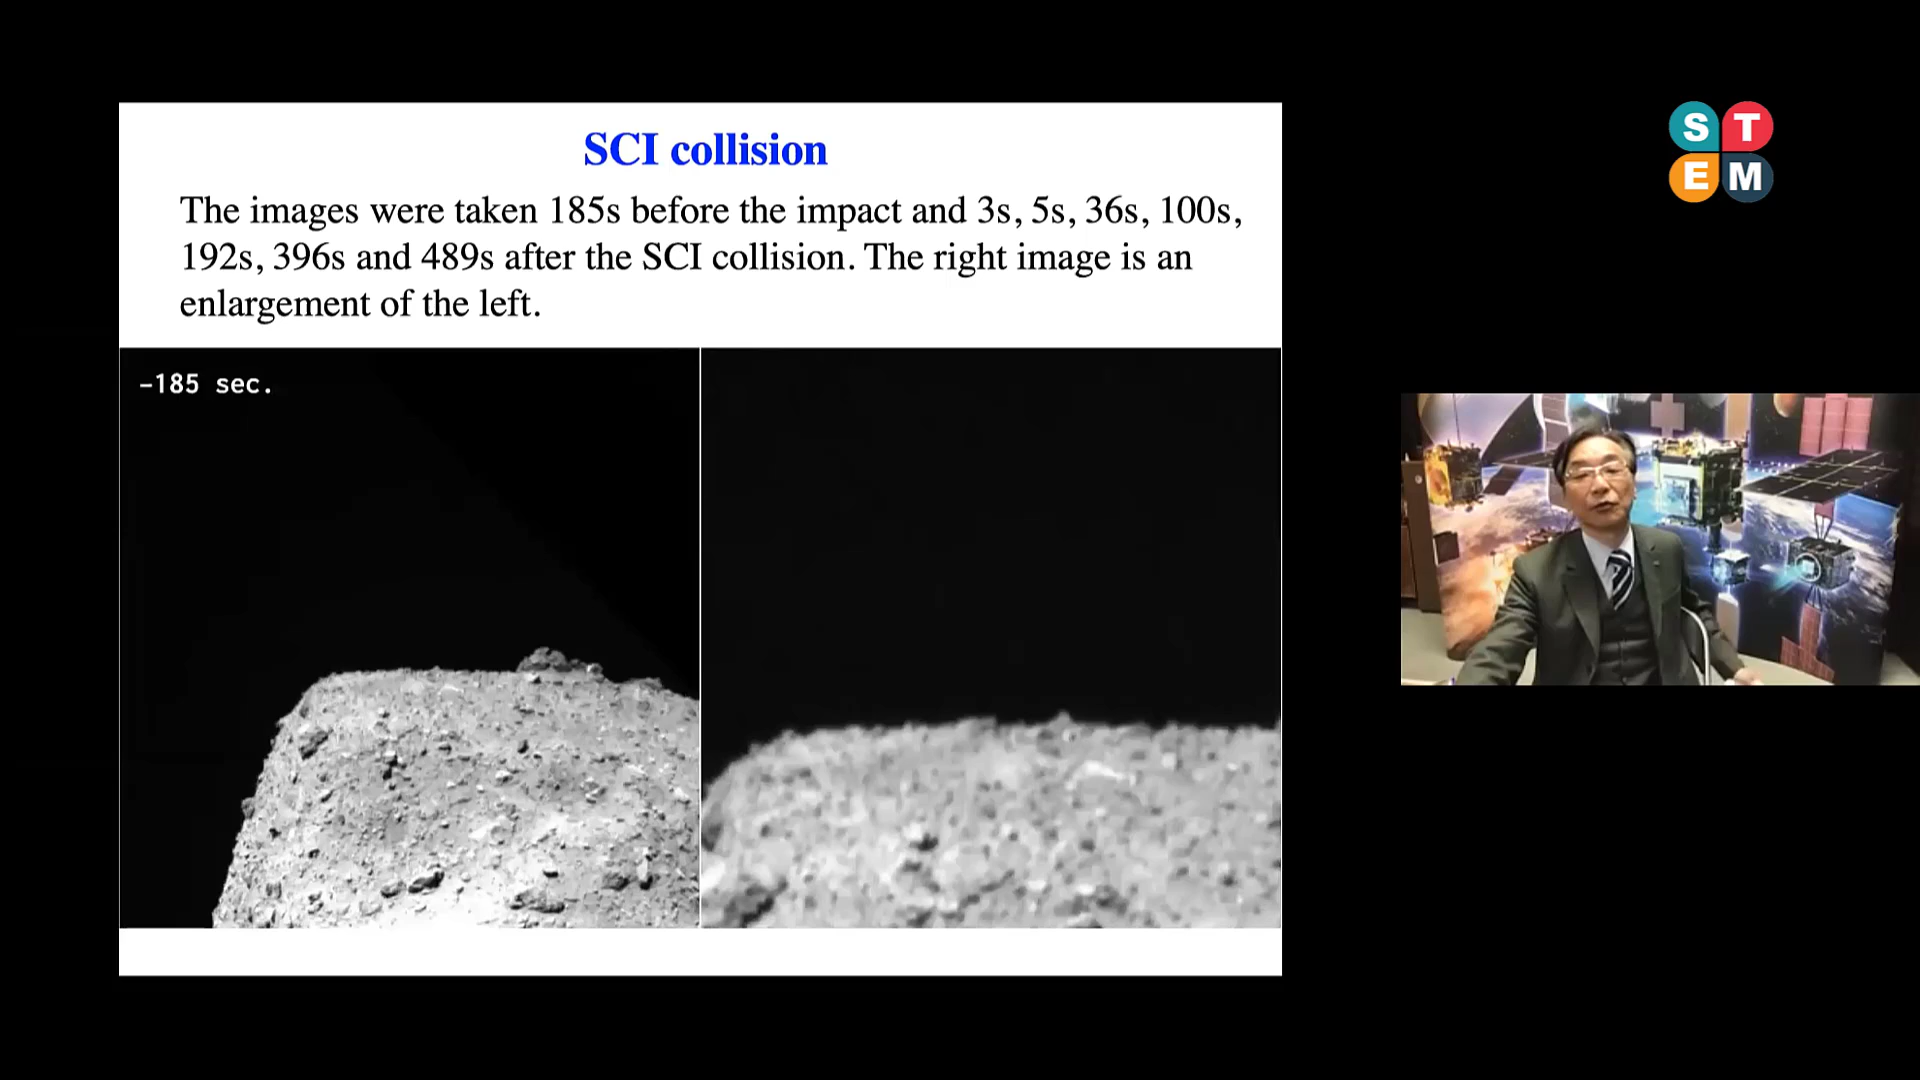 SCI collision
The images were taken 185s before the impact and 3s, 5s, 36s, 100s,
192s, 396s and 489s after the SCI collision. The right image is an
enlargement of the left.
-185 sec.
S T
E M